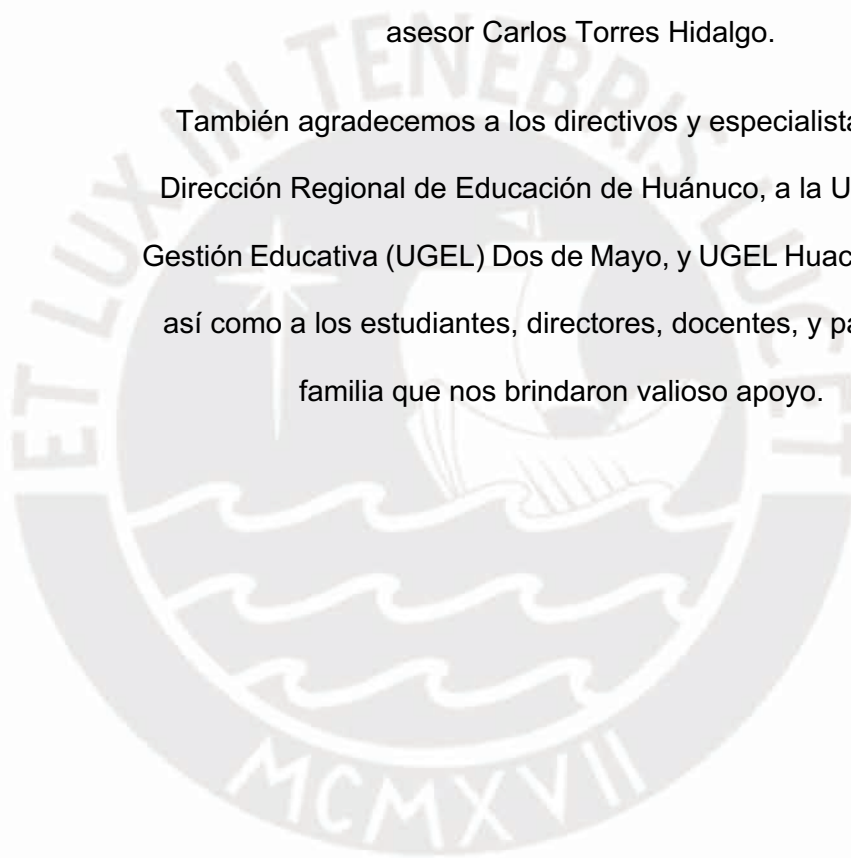 asesor Carlos Torres Hidalgo.
También agradecemos a los directivos y
Dirección Regional de Educación de Huánuco, a la
Gestión Educativa (UGEL) Dos de Mayo, y UGEL
así como a los estudiantes, directores, docentes, y
familia que nos brindaron valioso apoyo.
ET LUX IN TENEBRIS LUCET
MCMXVII